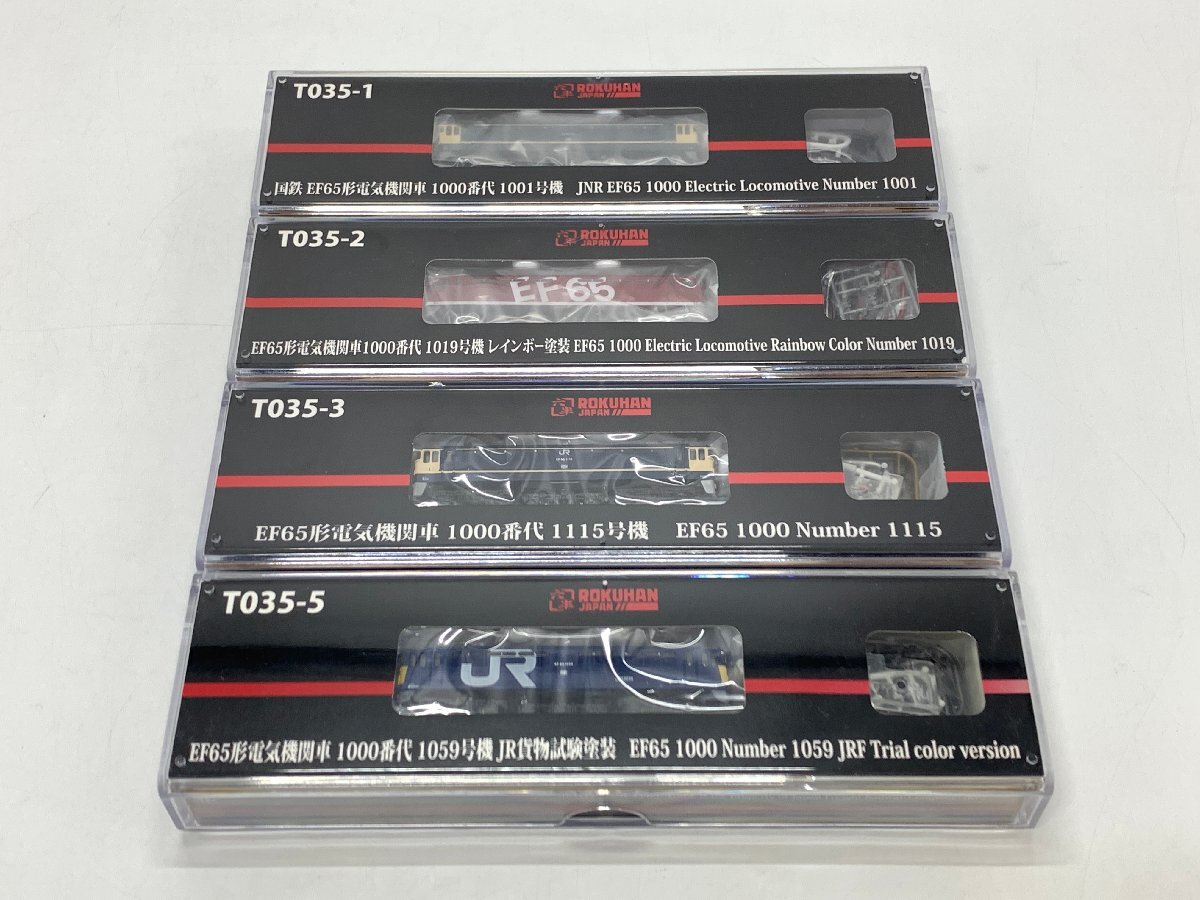 T035-1
ROKUHAN
JAPAN
国鉄 EF65形電気機関車 1000番代 1001号機 JNR EF65 1000 Electric Locomotive Number 1001
T035-2
ROKUHAN
JAPAN
EF65
EF65形電気機関車1000番代 1019号機 レインボー塗装 EF65 1000 Electric Locomotive Rainbow Color Number 1019
T035-3
ROKUHAN
JAPAN
JR
EF65形電気機関車 1000番代 1115号機 EF65 1000 Number 1115
T035-5
ROKUHAN
JAPAN
JR
EF65形電気機関車 1000番代 1059号機 JR貨物試験塗装 EF65 1000 Number 1059 JRF Trial color version